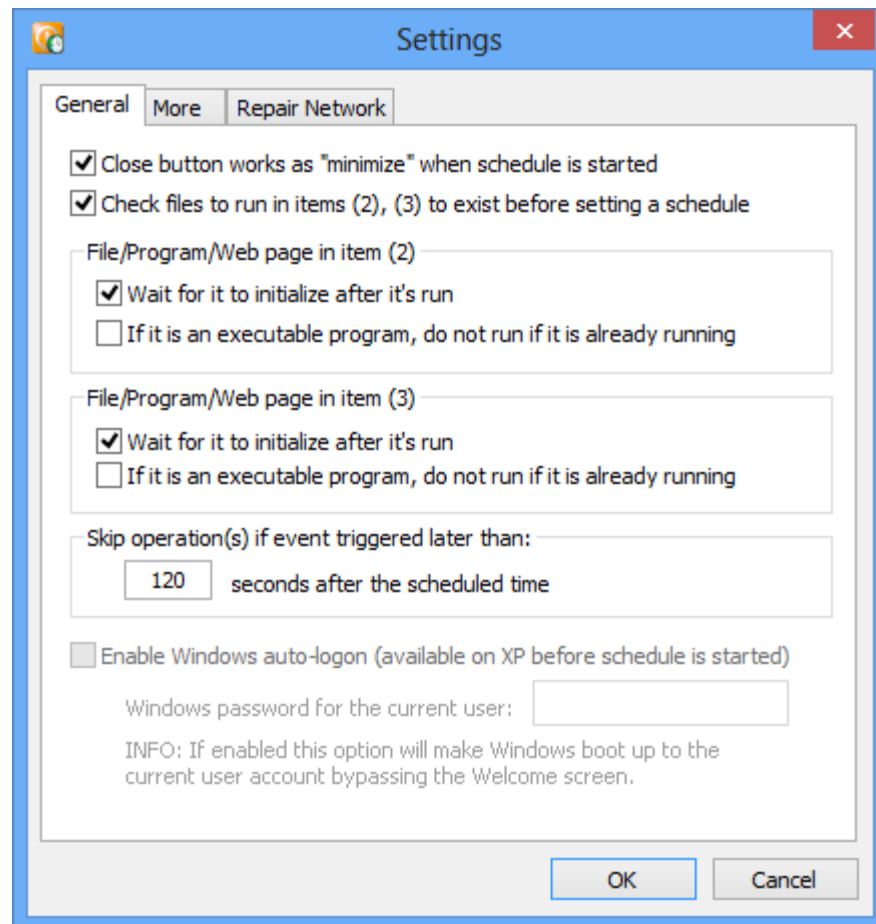 Settings
General
More
Repair Network
Close button works as "minimize" when schedule is started
Check files to run in items (2), (3) to exist before setting a schedule
File/Program/Web page in item (2)
Wait for it to initialize after it's run
If it is an executable program, do not run if it is already running
File/Program/Web page in item (3)
Wait for it to initialize after it's run
If it is an executable program, do not run if it is already running
Skip operation(s) if event triggered later than:
120 seconds after the scheduled time
Enable Windows auto-logon (available on XP before schedule is started)
Windows password for the current user:
INFO: If enabled this option will make Windows boot up to the
current user account bypassing the Welcome screen.
OK
Cancel